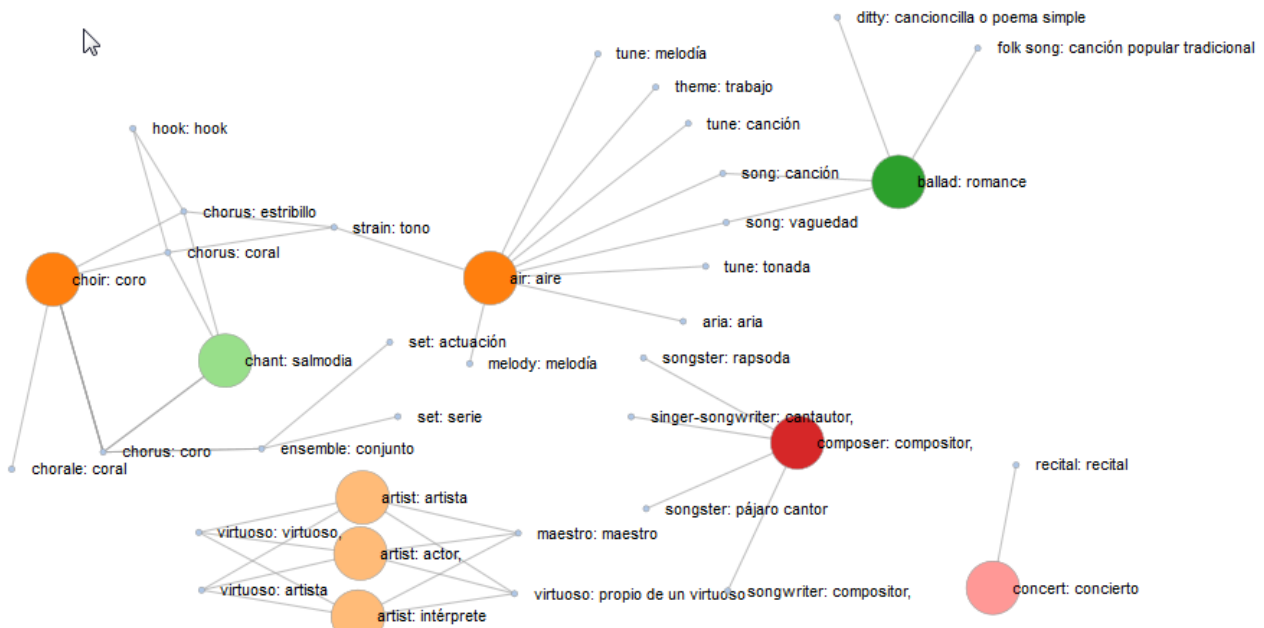 ditty: cancioncilla o poema simple
folk song: canción popular tradicional
tune: melodía
theme: trabajo
tune: canción
hook: hook
song: canción
ballad: romance
chorus: estribillo
strain: tono
song: vaguedad
chorus: coral
tune: tonada
choir: coro
air: aire
aria: aria
set: actuación
chant: salmodia
melody: melodía
songster: rapsoda
set: serie
singer-songwriter: cantautor,
composer: compositor,
chorus: coro
ensemble: conjunto
chorale: coral
recital: recital
artist: artista
songster: pájaro cantor
virtuoso: virtuoso,
maestro: maestro
artist: actor,
virtuoso: artista
virtuoso: propio de un virtuoso
songwriter: compositor,
concert: concierto
artist: intérprete